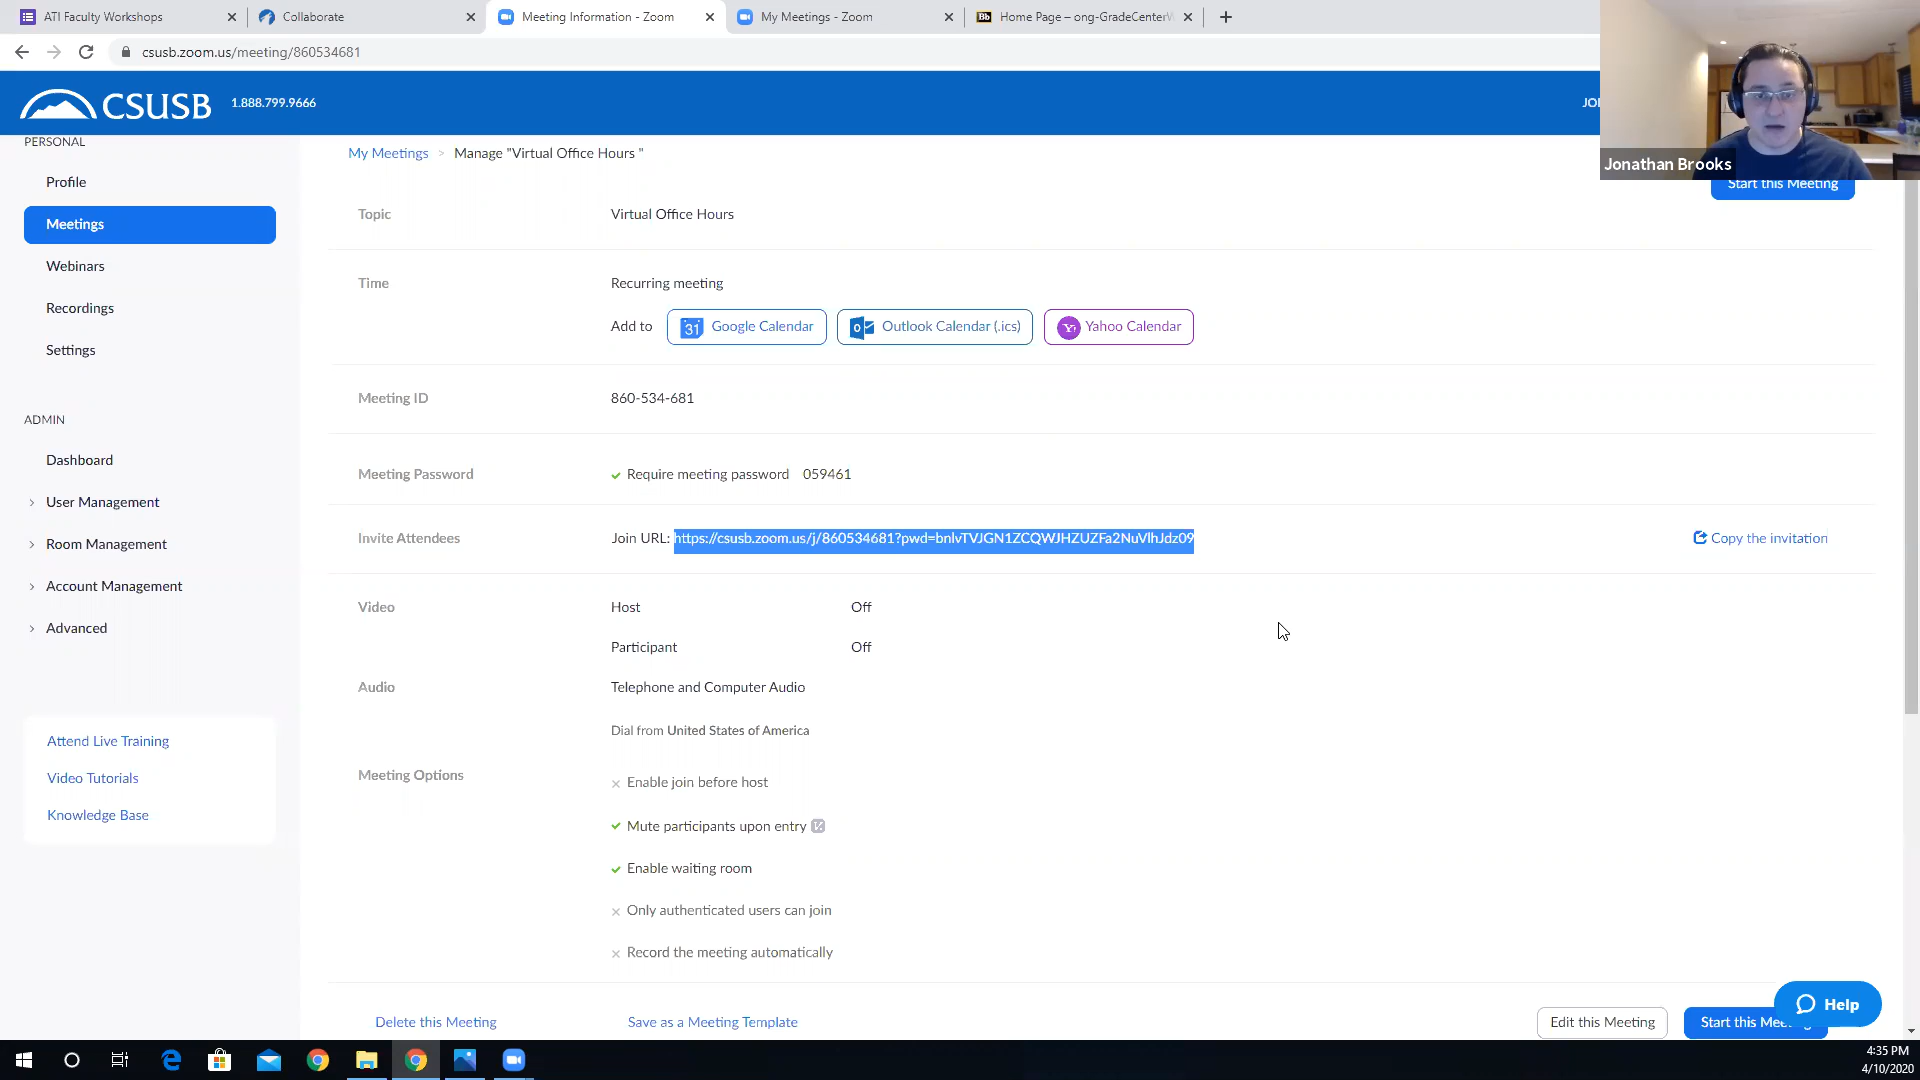 ATI Faculty Workshops
Collaborate
Meeting Information - Zoom
My Meetings - Zoom
Home Page – ong-GradeCenterW
csusb.zoom.us/meeting/860534681
CSUSB
1.888.799.9666
Jonathan Brooks
PERSONAL
Profile
Meetings
Webinars
Recordings
Settings
ADMIN
Dashboard
User Management
Room Management
Account Management
Advanced
Attend Live Training
Video Tutorials
Knowledge Base
My Meetings > Manage "Virtual Office Hours "
Start this Meeting
Topic Virtual Office Hours
Time Recurring meeting
Add to 31 Google Calendar Outlook Calendar (.ics) Yahoo Calendar
Meeting ID 860-534-681
Meeting Password Require meeting password 059461
Invite Attendees Join URL: https://csusb.zoom.us/j/860534681?pwd=bnlvTVJGN1ZCQWJHZUZFa2NuVlhJdz09 Copy the invitation
Video Host Off
Participant Off
Audio Telephone and Computer Audio
Dial from United States of America
Meeting Options Enable join before host
Mute participants upon entry
Enable waiting room
Only authenticated users can join
Record the meeting automatically
Delete this Meeting Save as a Meeting Template Edit this Meeting Start this
Help
4:35 PM
4/10/2020